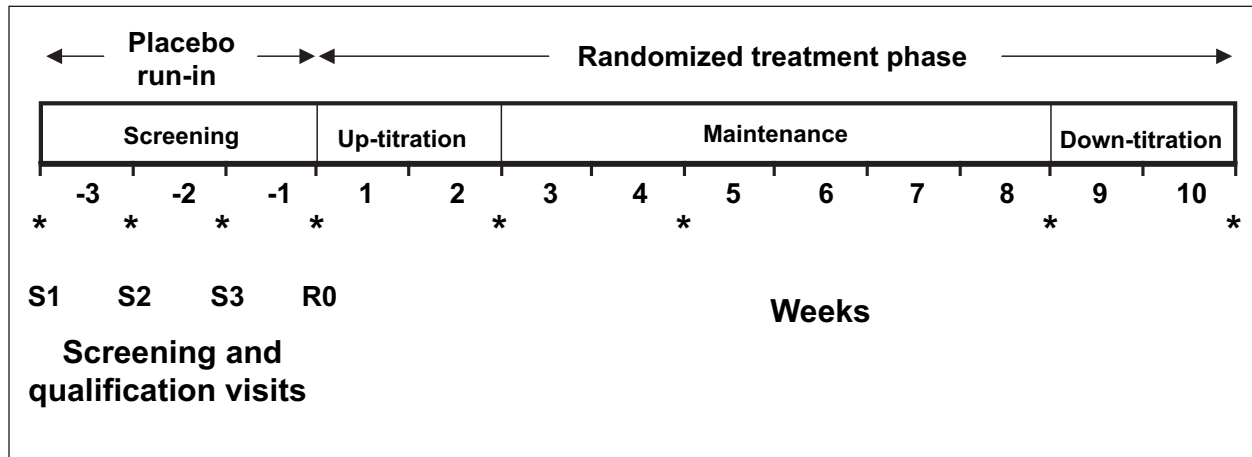 Placebo
run-in
Randomized treatment phase
Screening Up-titration Maintenance Down-titration
-3 -2 -1 1 2 3 4 5 6 7 8 9 10
* * * * * * * *
S1 S2 S3 R0
Weeks
Screening and
qualification visits